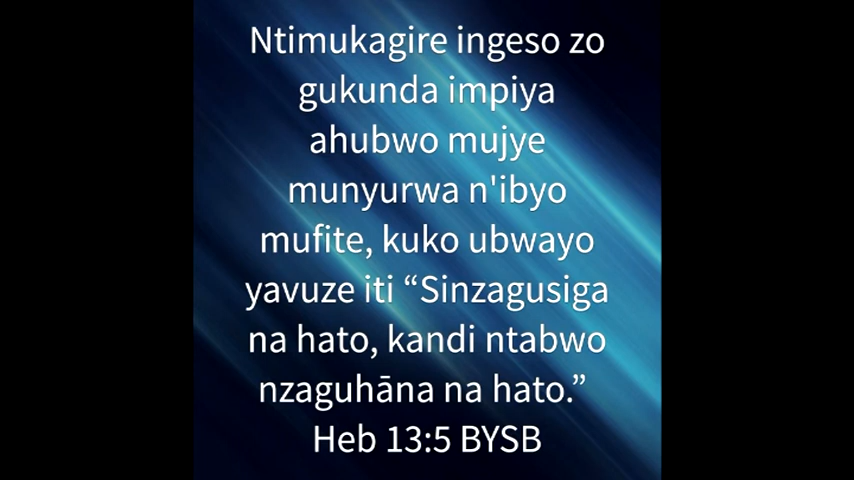 Ntimukagire ingeso zo
gukunda impiya
ahubwo mujye
munyurwa n'ibyo
mufite, kuko ubwayo
yavuze iti “Sinzagusiga
na hato, kandi ntabwo
nzaguhāna na hato.”
Heb 13:5 BYSB